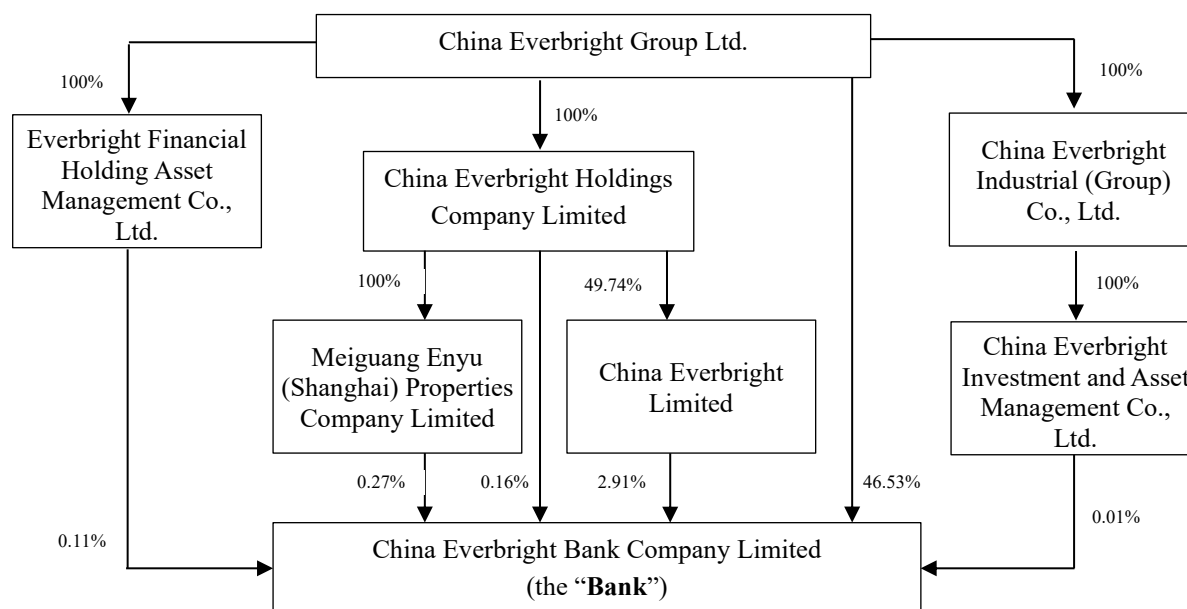 China Everbright Group Ltd.
100%
100%
100%
Everbright Financial
Holding Asset
Management Co.,
Ltd.
China Everbright Holdings
Company Limited
China Everbright
Industrial (Group)
Co., Ltd.
100%
49.74%
100%
Meiguang Enyu
(Shanghai) Properties
Company Limited
China Everbright
Limited
China Everbright
Investment and Asset
Management Co.,
Ltd.
0.27%
0.16%
2.91%
46.53%
0.11%
0.01%
China Everbright Bank Company Limited
(the “Bank”)